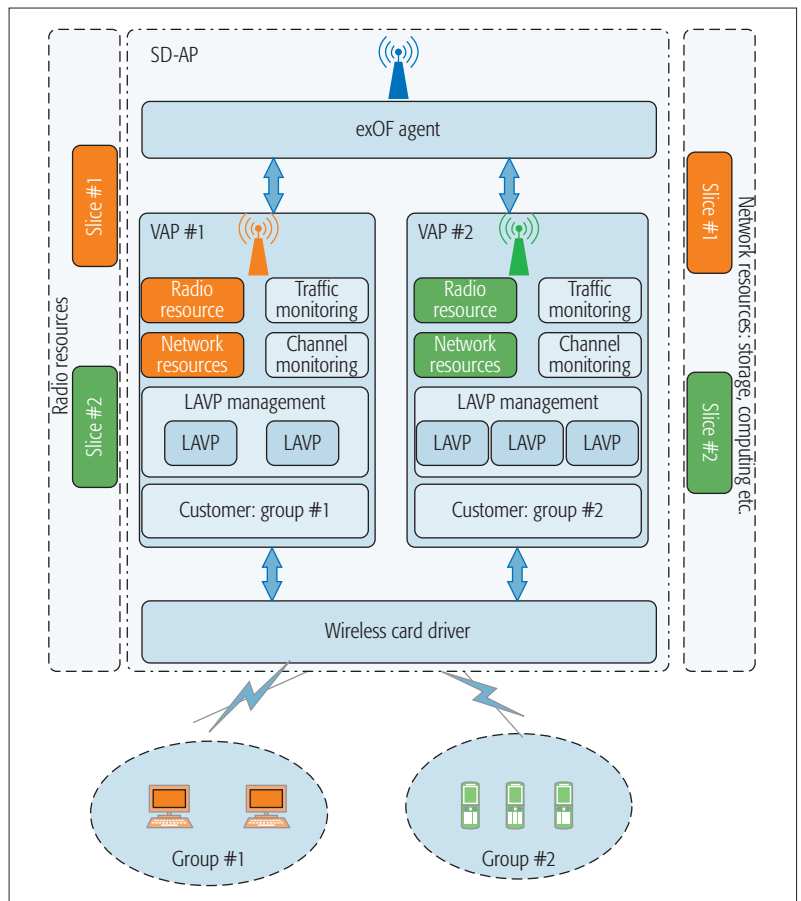 SD-AP
exOF agent
Radio resources
Slice #1
Slice #2
VAP #1
Radio
resource
Traffic
monitoring
Network
resources
Channel
monitoring
LAVP management
LAVP
LAVP
Customer: group #1
VAP #2
Radio
resource
Traffic
monitoring
Network
resources
Channel
monitoring
LAVP management
LAVP
LAVP
LAVP
Customer: group #2
Slice #1
Slice #2
Network resources: storage, computing etc.
Wireless card driver
Group #1
Group #2